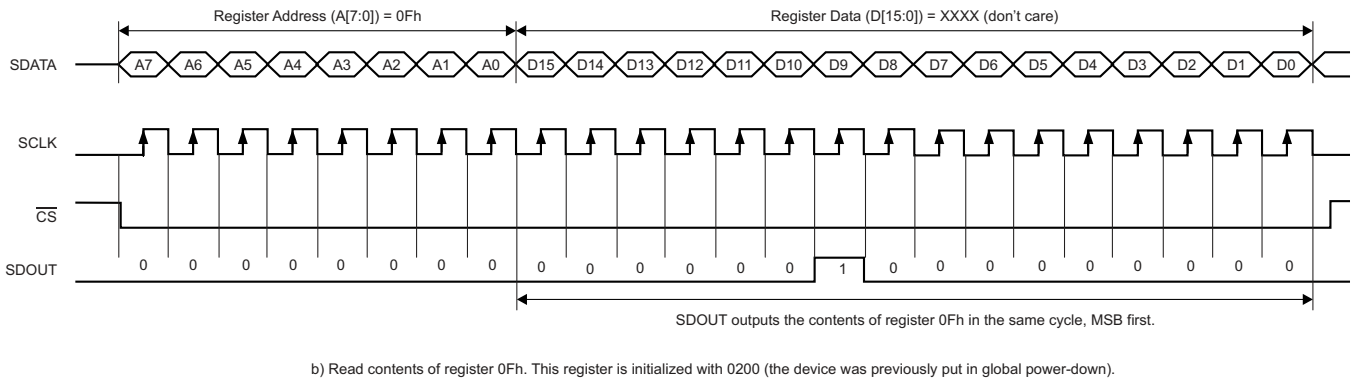 Register Address (A[7:0]) = 0Fh Register Data (D[15:0]) = XXXX (don't care)
SDATA A7 A6 A5 A4 A3 A2 A1 A0 D15 D14 D13 D12 D11 D10 D9 D8 D7 D6 D5 D4 D3 D2 D1 D0
SCLK
CS
SDOUT 0 0 0 0 0 0 0 0 0 0 0 0 0 0 1 0 0 0 0 0 0 0 0 0
SDOUT outputs the contents of register 0Fh in the same cycle, MSB first.
b) Read contents of register 0Fh. This register is initialized with 0200 (the device was previously put in global power-down).